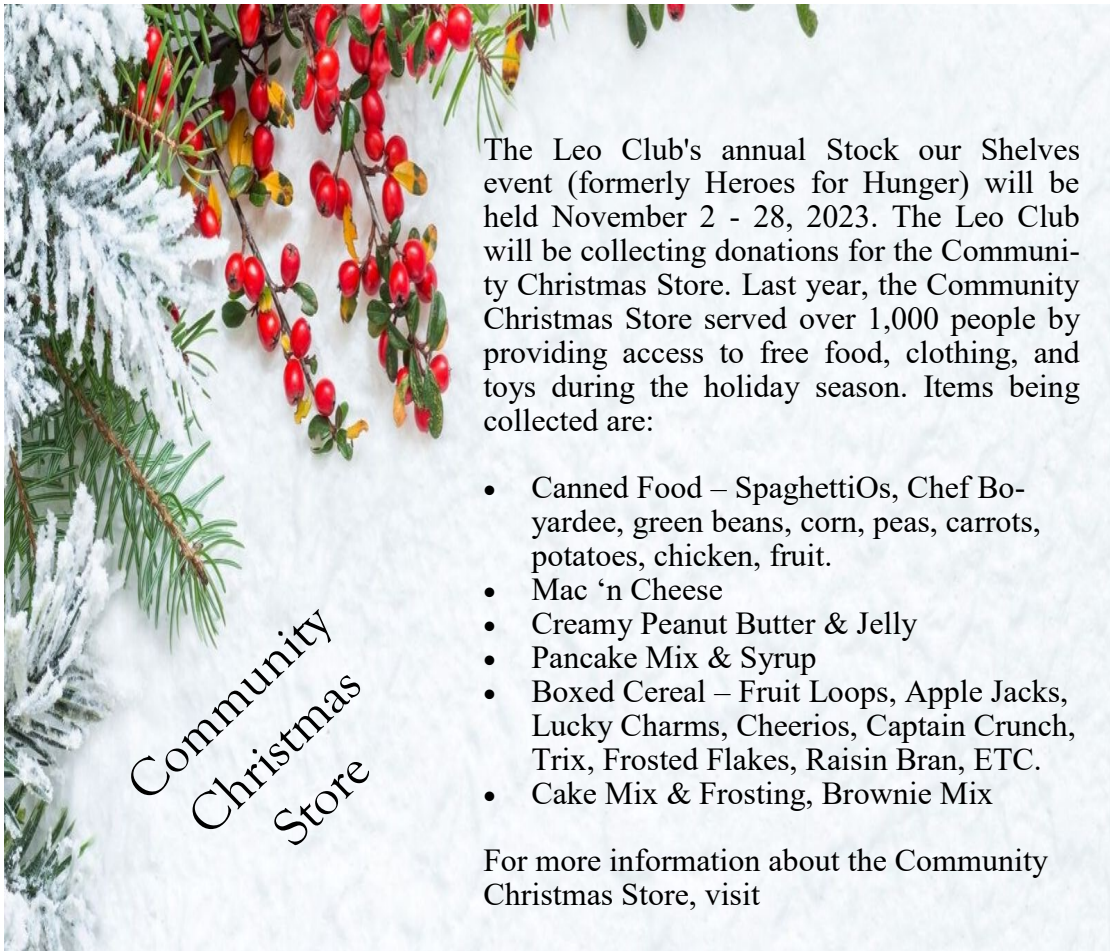 The Leo Club's annual Stock our Shelves
event (formerly Heroes for Hunger) will be
held November 2 - 28, 2023. The Leo Club
will be collecting donations for the Communi-
ty Christmas Store. Last year, the Community
Christmas Store served over 1,000 people by
providing access to free food, clothing, and
toys during the holiday season. Items being
collected are:
• Canned Food – SpaghettiOs, Chef Bo-
yardee, green beans, corn, peas, carrots,
potatoes, chicken, fruit.
• Mac ‘n Cheese
• Creamy Peanut Butter & Jelly
• Pancake Mix & Syrup
• Boxed Cereal – Fruit Loops, Apple Jacks,
Lucky Charms, Cheerios, Captain Crunch,
Trix, Frosted Flakes, Raisin Bran, ETC.
• Cake Mix & Frosting, Brownie Mix
For more information about the Community
Christmas Store, visit
Community
Christmas
Store